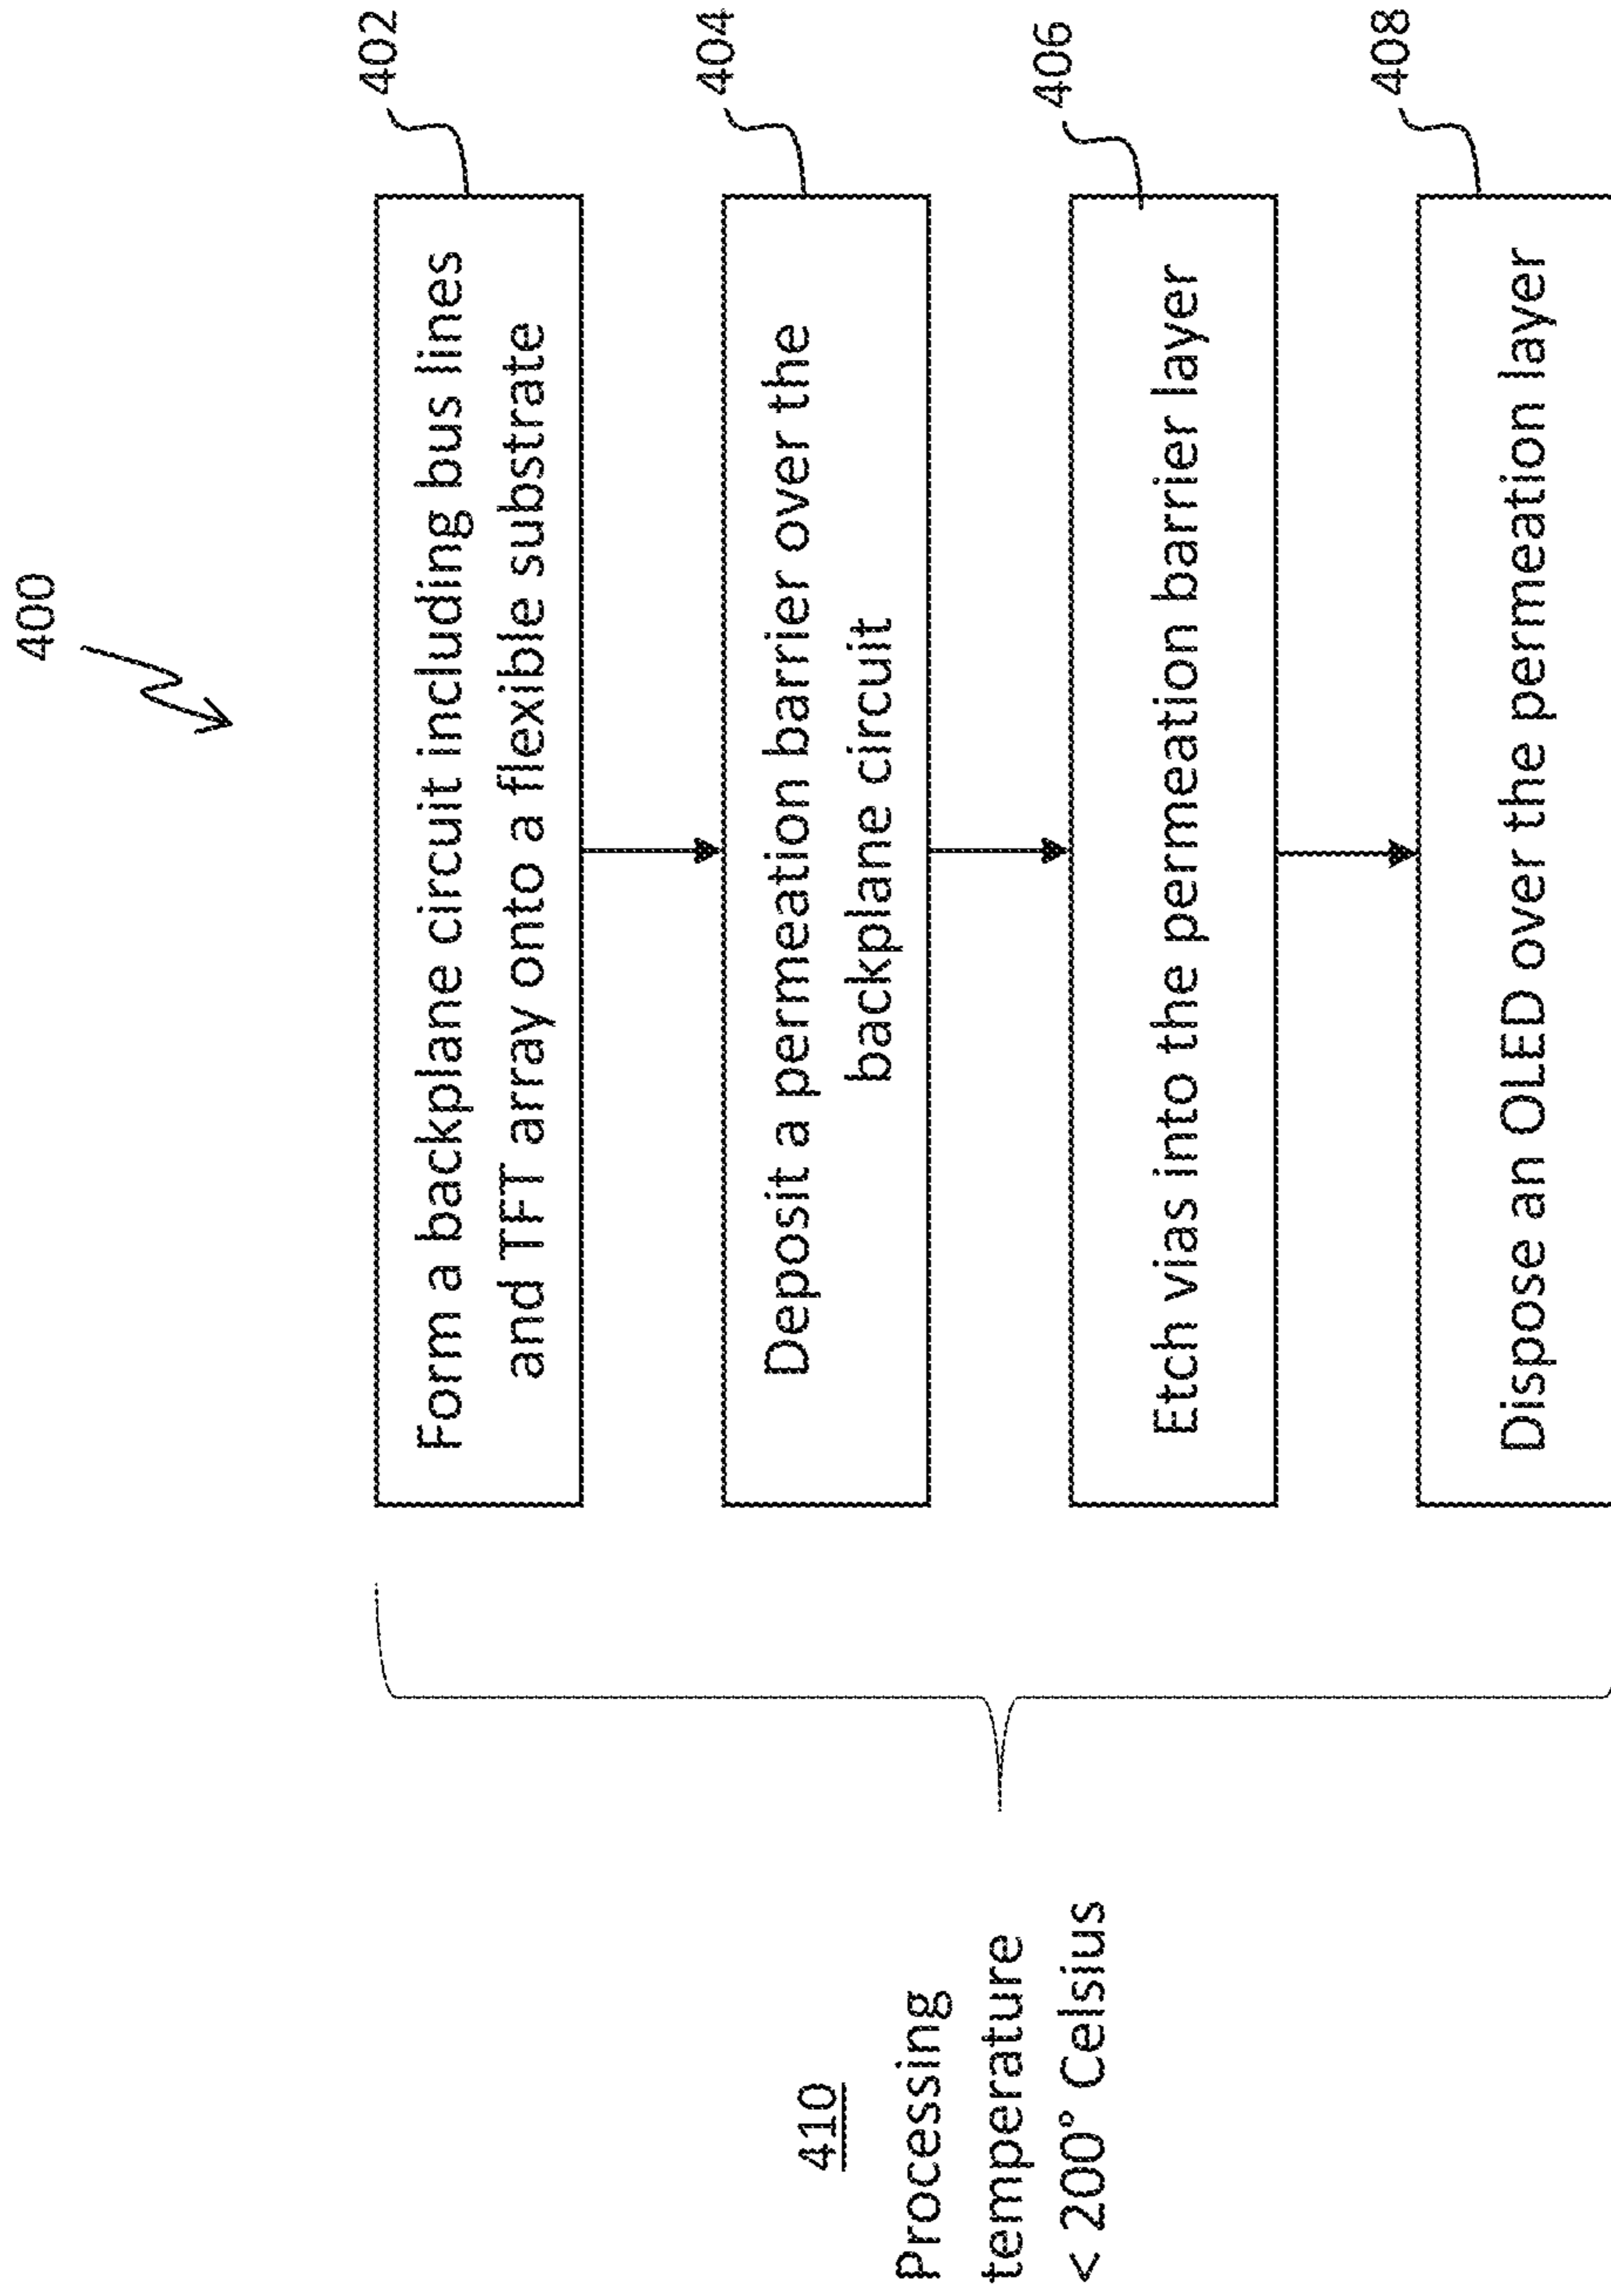 400
Form a backplane circuit including bus lines
and TFT array onto a flexible substrate
402
Deposit a permeation barrier over the
backplane circuit
404
Etch vias into the permeation barrier layer
406
Dispose an OLED over the permeation layer
408
410
Processing
temperature
< 200° Celsius